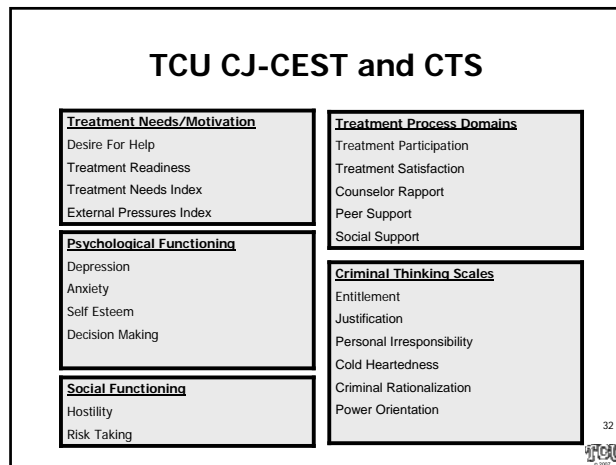 TCU CJ-CEST and CTS
Treatment Needs/Motivation
Desire For Help
Treatment Readiness
Treatment Needs Index
External Pressures Index
Psychological Functioning
Depression
Anxiety
Self Esteem
Decision Making
Social Functioning
Hostility
Risk Taking
Treatment Process Domains
Treatment Participation
Treatment Satisfaction
Counselor Rapport
Peer Support
Social Support
Criminal Thinking Scales
Entitlement
Justification
Personal Irresponsibility
Cold Heartedness
Criminal Rationalization
Power Orientation
32
TCU
© 2007